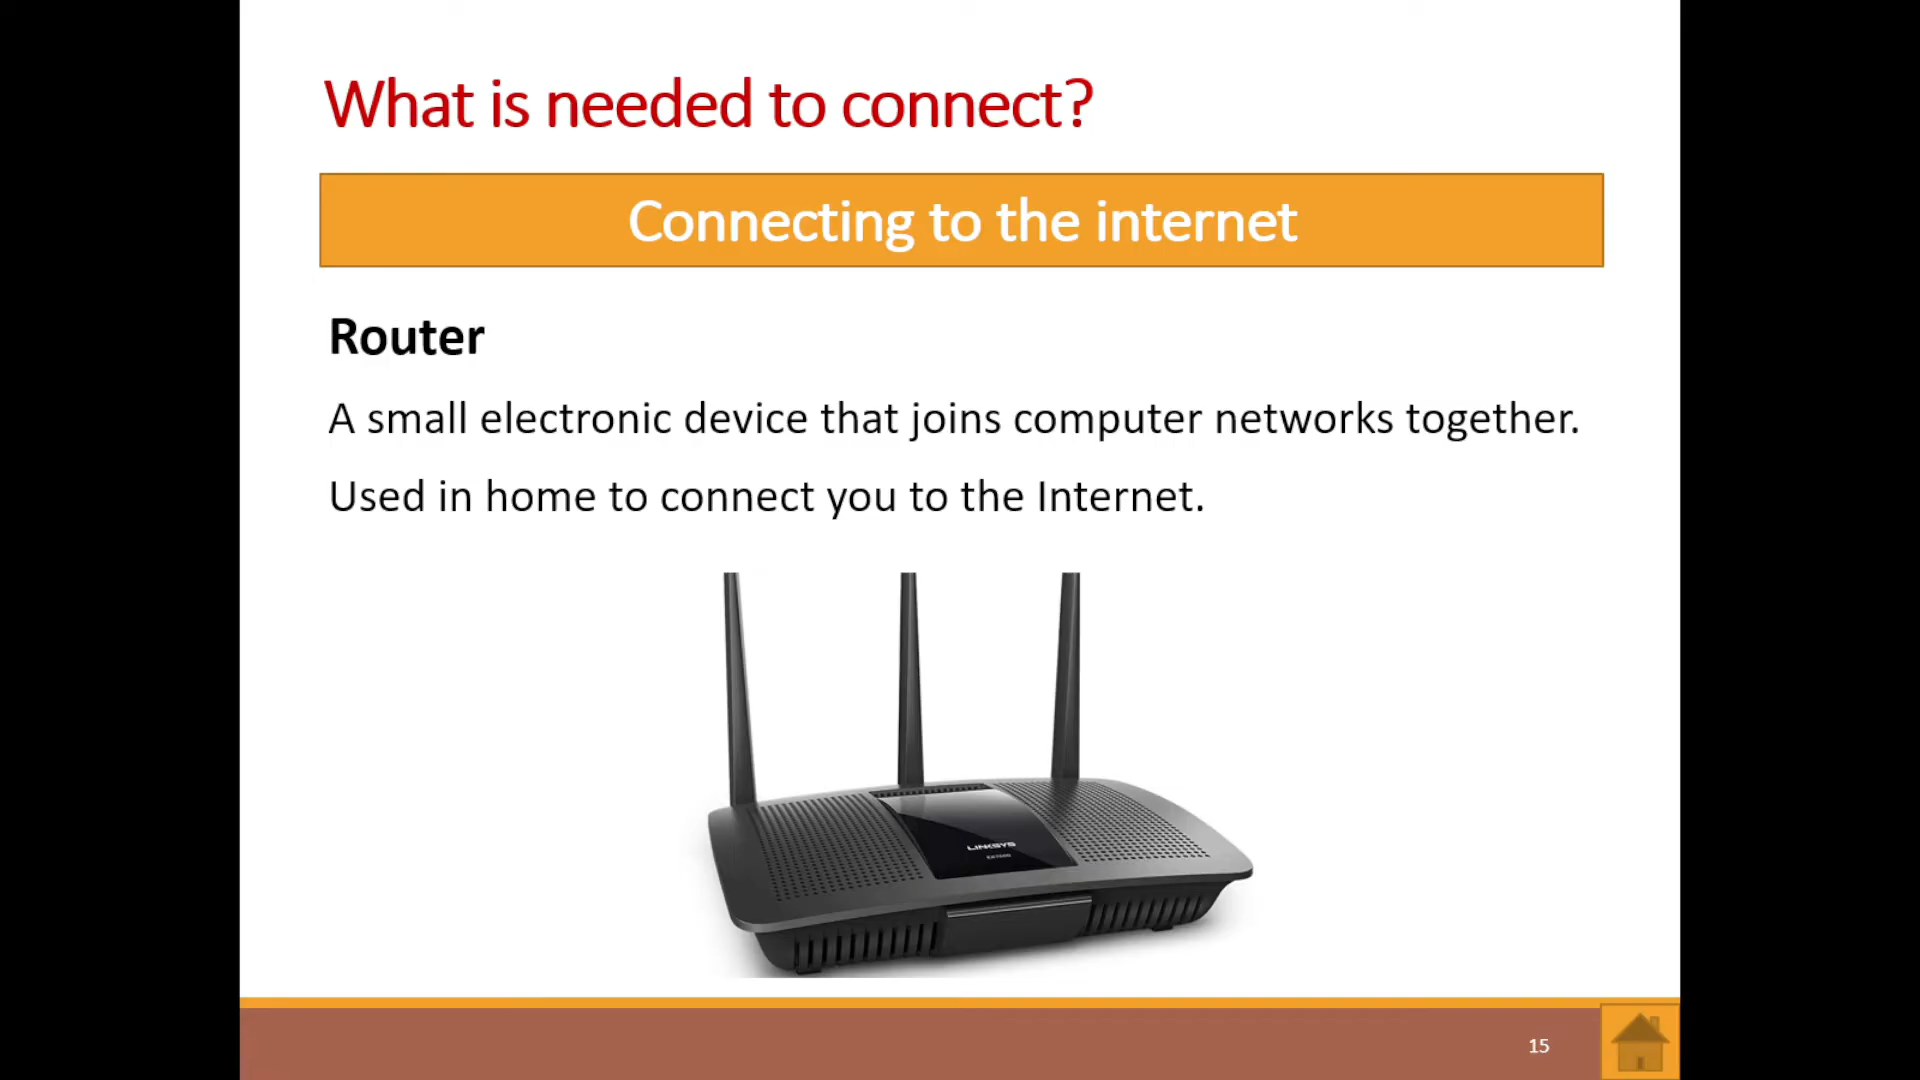 What is needed to connect?
Connecting to the internet
Router
A small electronic device that joins computer networks together.
Used in home to connect you to the Internet.
LINKSYS
15